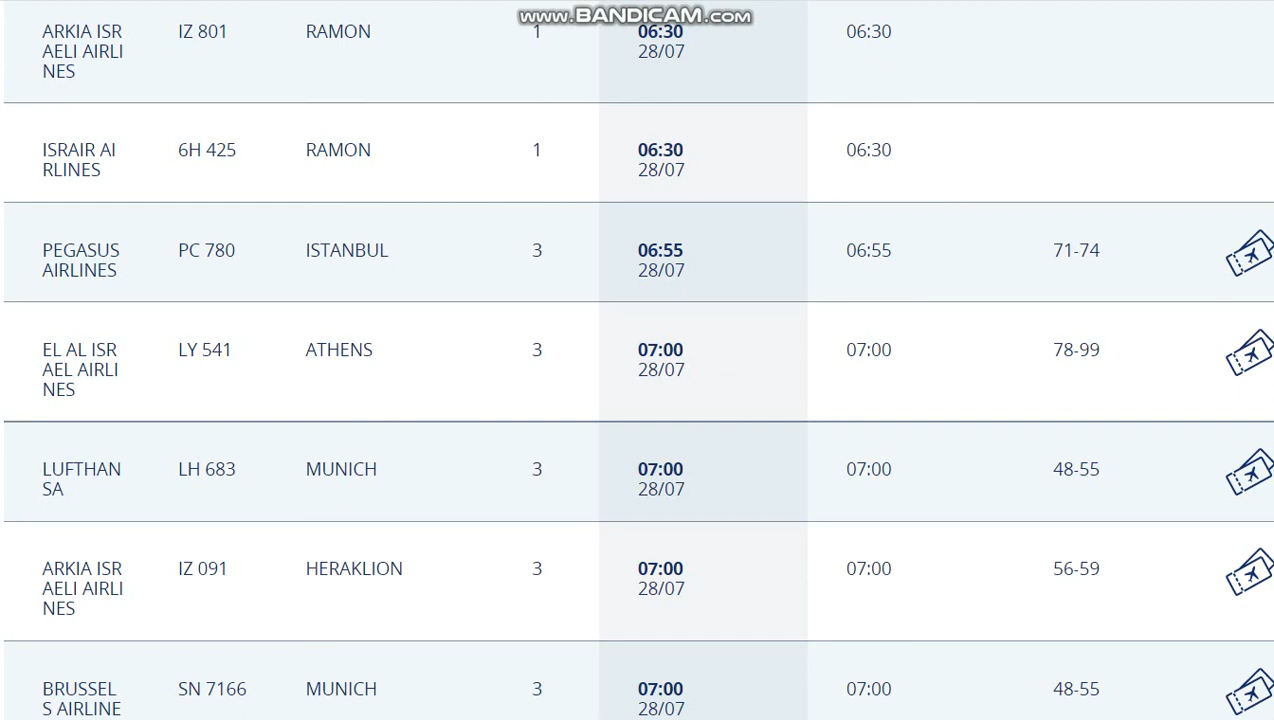 www.BANDICAM.com
ARKIA ISR IZ 801 RAMON 1 06:30 06:30
AELI AIRLI 28/07
NES
ISRAIR AI 6H 425 RAMON 1 06:30 06:30
RLINES 28/07
PEGASUS PC 780 ISTANBUL 3 06:55 06:55 71-74
AIRLINES 28/07
EL AL ISR LY 541 ATHENS 3 07:00 07:00 78-99
AEL AIRLI 28/07
NES
LUFTHAN LH 683 MUNICH 3 07:00 07:00 48-55
SA 28/07
ARKIA ISR IZ 091 HERAKLION 3 07:00 07:00 56-59
AELI AIRLI 28/07
NES
BRUSSEL SN 7166 MUNICH 3 07:00 07:00 48-55
S AIRLINE 28/07